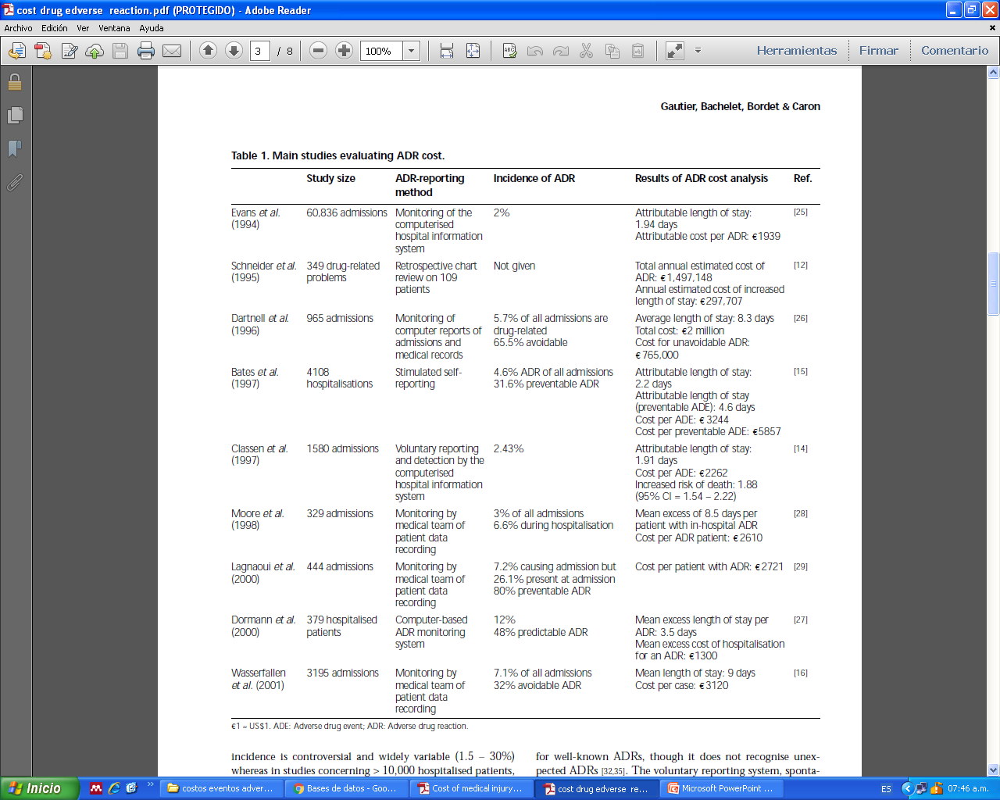 cost drug edverse  reaction.pdf (PROTEGIDO) - Adobe Reader
Archivo Edición Ver Ventana Ayuda
3 / 8 100% Herramientas Firmar Comentario
Gautier, Bachelet, Bordet & Caron
Table 1. Main studies evaluating ADR cost.
Study size ADR-reporting method Incidence of ADR Results of ADR cost analysis Ref.
Evans et al. 60,836 admissions Monitoring of the 2% Attributable length of stay: [25]
(1994) computerised 1.94 days
hospital information Attributable cost per ADR: €1939
system
Schneider et al. 349 drug-related Retrospective chart Not given Total annual estimated cost of [12]
(1995) problems review on 109 ADR: €1,497,148
patients Annual estimated cost of increased
length of stay: €297,707
Dartnell et al. 965 admissions Monitoring of 5.7% of all admissions are Average length of stay: 8.3 days [26]
(1996) computer reports of drug-related Total cost: €2 million
admissions and 65.5% avoidable Cost for unavoidable ADR:
medical records €765,000
Bates et al. 4108 Stimulated self- 4.6% ADR of all admissions Attributable length of stay: [15]
(1997) hospitalisations reporting 31.6% preventable ADR 2.2 days
Attributable length of stay
(preventable ADE): 4.6 days
Cost per ADE: €3244
Cost per preventable ADE: €5857
Classen et al. 1580 admissions Voluntary reporting 2.43% Attributable length of stay: [14]
(1997) and detection by the 1.91 days
computerised Cost per ADE: €2262
hospital information Increased risk of death: 1.88
system (95% CI = 1.54 – 2.22)
Moore et al. 329 admissions Monitoring by 3% of all admissions Mean excess of 8.5 days per [28]
(1998) medical team of 6.6% during hospitalisation patient with in-hospital ADR
patient data Cost per ADR patient: €2610
recording
Lagnaoui et al. 444 admissions Monitoring by 7.2% causing admission but Cost per patient with ADR: €2721 [29]
(2000) medical team of 26.1% present at admission
patient data 80% preventable ADR
recording
Dormann et al. 379 hospitalised Computer-based 12% Mean excess length of stay per [27]
(2000) patients ADR monitoring 48% predictable ADR ADR: 3.5 days
system Mean excess cost of hospitalisation
for an ADR: €1300
Wasserfallen 3195 admissions Monitoring by 7.1% of all admissions Mean length of stay: 9 days [16]
et al. (2001) medical team of 32% avoidable ADR Cost per case: €3120
patient data
recording
€1 ≈ US$1. ADE: Adverse drug event; ADR: Adverse drug reaction.
incidence is controversial and widely variable (1.5 – 30%)
whereas in studies concerning > 10,000 hospitalised patients,
for well-known ADRs, though it does not recognise unex-
pected ADRs [32,35]. The voluntary reporting system, sponta-
Inicio costos eventos adver... Bases de datos - Goo... Cost of medical injury... cost drug edverse re... Microsoft PowerPoint ... ES 07:46 a.m.